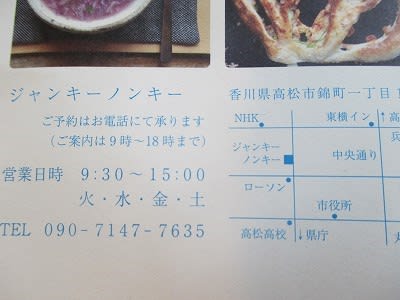 ジャンキーノンキー
ご予約はお電話にて承ります
(ご案内は9時～18時まで)
営業日時 9:30～15:00
火・水・金・土
TEL 090-7147-7635
香川県高松市錦町一丁目
NHK 東横イン ↑高
ジャンキー
ノンキー 中央通り
ローソン
市役所
高松高校 ↓県庁